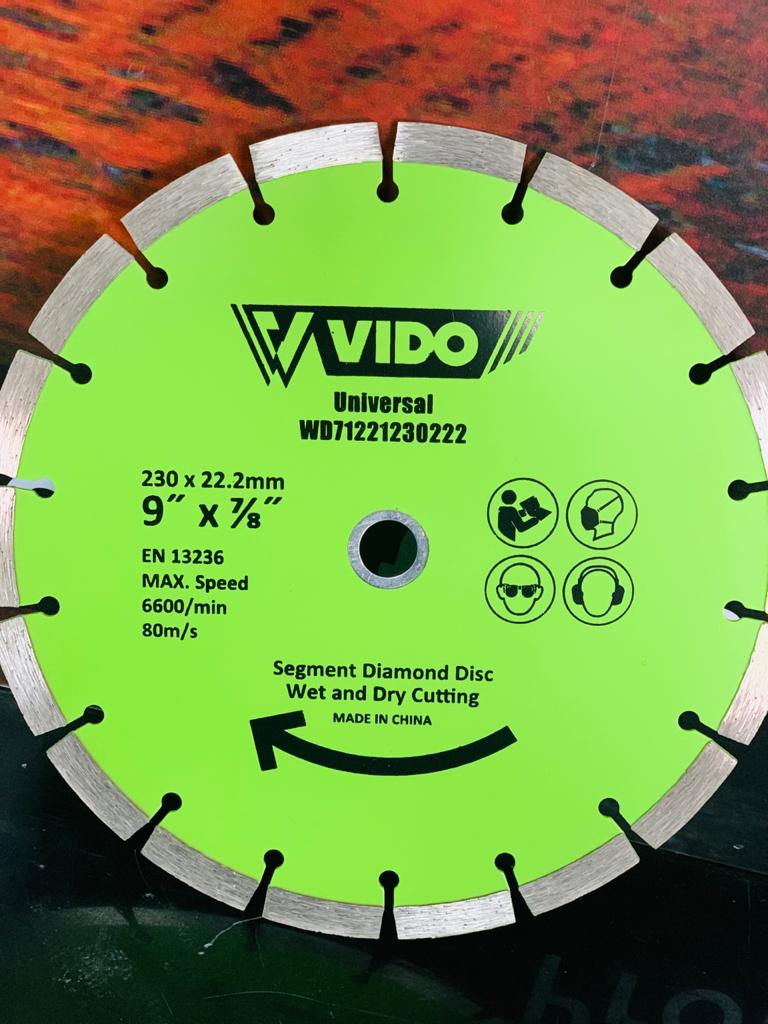 VIDO
Universal
WD71221230222
230 x 22.2mm
9″ x ⅞″
EN 13236
MAX. Speed
6600/min
80m/s
Segment Diamond Disc
Wet and Dry Cutting
MADE IN CHINA